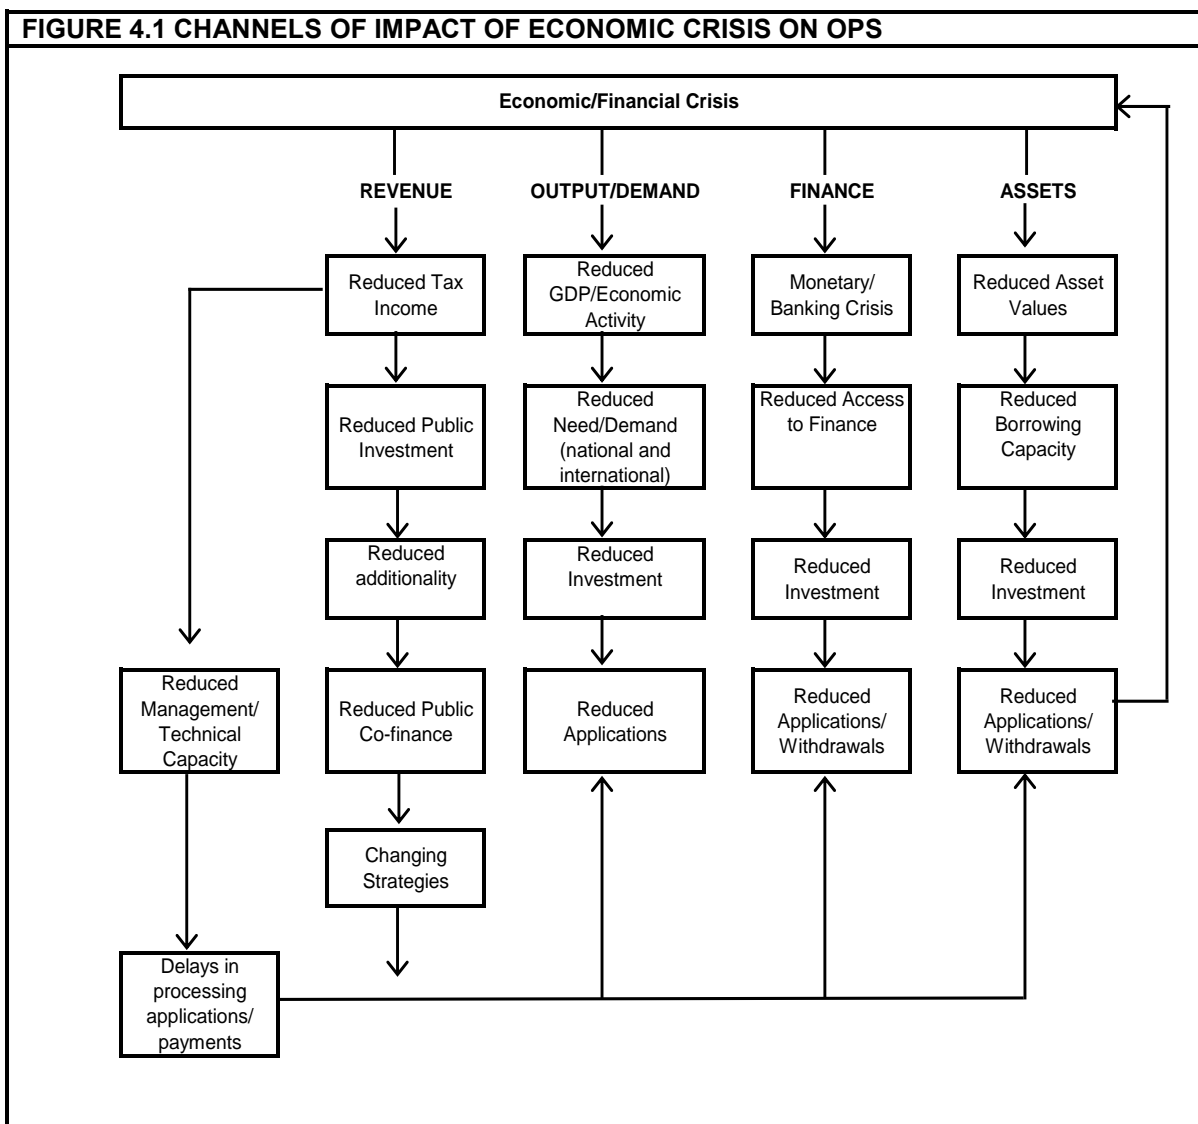 FIGURE 4.1 CHANNELS OF IMPACT OF ECONOMIC CRISIS ON OPS
Economic/Financial Crisis
REVENUE
OUTPUT/DEMAND
FINANCE
ASSETS
Reduced Tax
Income
Reduced
GDP/Economic
Activity
Monetary/
Banking Crisis
Reduced Asset
Values
Reduced Public
Investment
Reduced
Need/Demand
(national and
international)
Reduced Access
to Finance
Reduced
Borrowing
Capacity
Reduced
additionality
Reduced
Investment
Reduced
Investment
Reduced
Investment
Reduced
Management/
Technical
Capacity
Reduced Public
Co-finance
Reduced
Applications
Reduced
Applications/
Withdrawals
Reduced
Applications/
Withdrawals
Changing
Strategies
Delays in
processing
applications/
payments